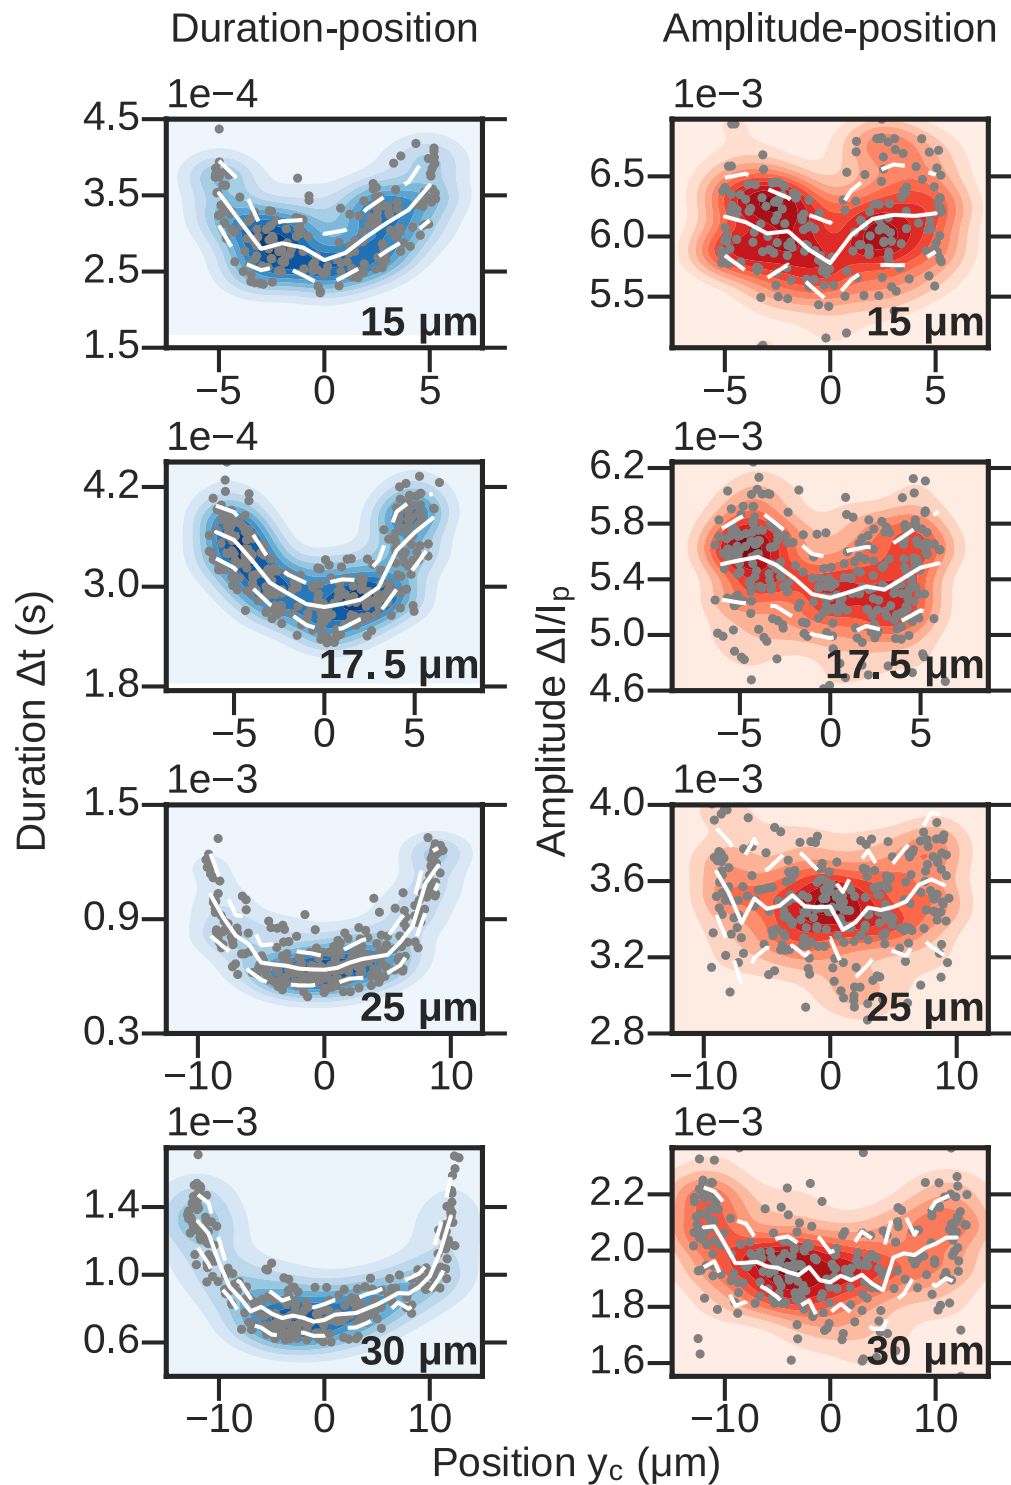 Duration-position Amplitude-position
1e−4 1e−3
4.5
3.5
2.5
1.5
15 μm
−5 0 5
6.5
6.0
5.5
15 μm
−5 0 5
1e−4 1e−3
4.2
3.0
1.8
17.5 μm
−5 0 5
6.2
5.8
5.4
5.0
4.6
17.5 μm
−5 0 5
Duration Δt (s)
Amplitude ΔI/Ip
1e−3 1e−3
1.5
0.9
0.3
25 μm
−10 0 10
4.0
3.6
3.2
2.8
25 μm
−10 0 10
1e−3 1e−3
1.4
1.0
0.6
30 μm
−10 0 10
2.2
2.0
1.8
1.6
30 μm
−10 0 10
Position yc (μm)